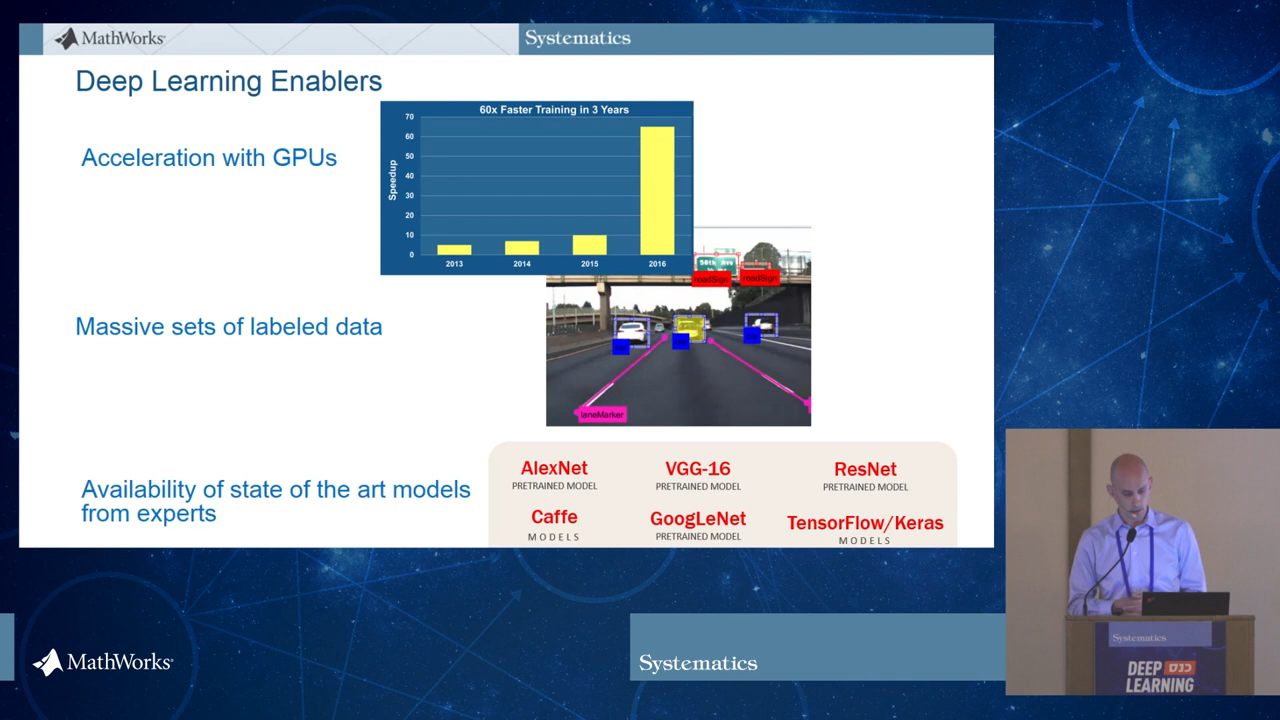 MathWorks®
Systematics
Deep Learning Enablers
60x Faster Training in 3 Years
70
60
50
40
30
20
10
0
Speedup
2013
2014
2015
2016
Acceleration with GPUs
roadSign
roadSign
Massive sets of labeled data
laneMarker
Availability of state of the art models
from experts
AlexNet
PRETRAINED MODEL
VGG-16
PRETRAINED MODEL
ResNet
PRETRAINED MODEL
Caffe
MODELS
GoogLeNet
PRETRAINED MODEL
TensorFlow/Keras
MODELS
MathWorks®
Systematics
Systematics
DEEP כנס
LEARNING